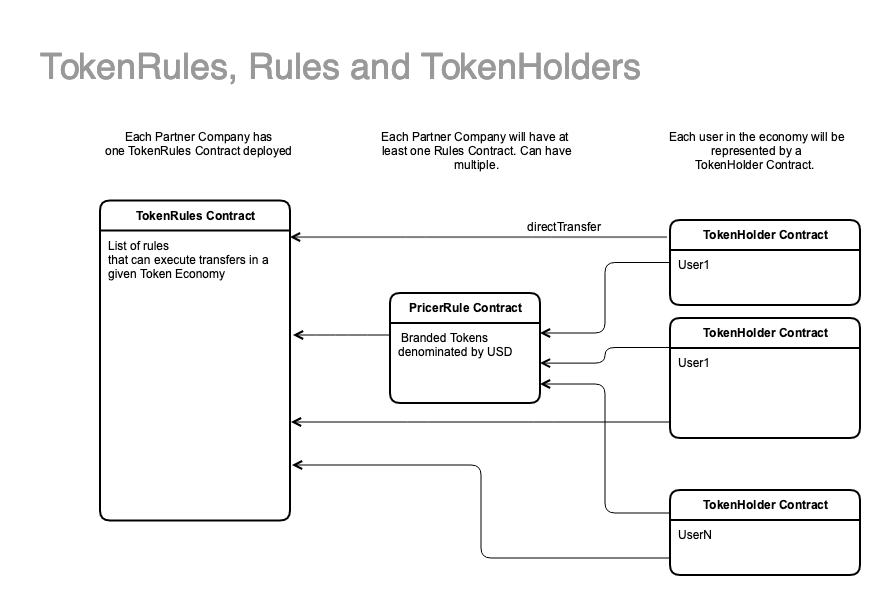 TokenRules, Rules and TokenHolders
Each Partner Company has
one TokenRules Contract deployed
Each Partner Company will have at
least one Rules Contract. Can have
multiple.
Each user in the economy will be
represented by a
TokenHolder Contract.
TokenRules Contract
List of rules
that can execute transfers in a
given Token Economy
directTransfer
PricerRule Contract
Branded Tokens
denominated by USD
TokenHolder Contract
User1
TokenHolder Contract
User1
TokenHolder Contract
UserN